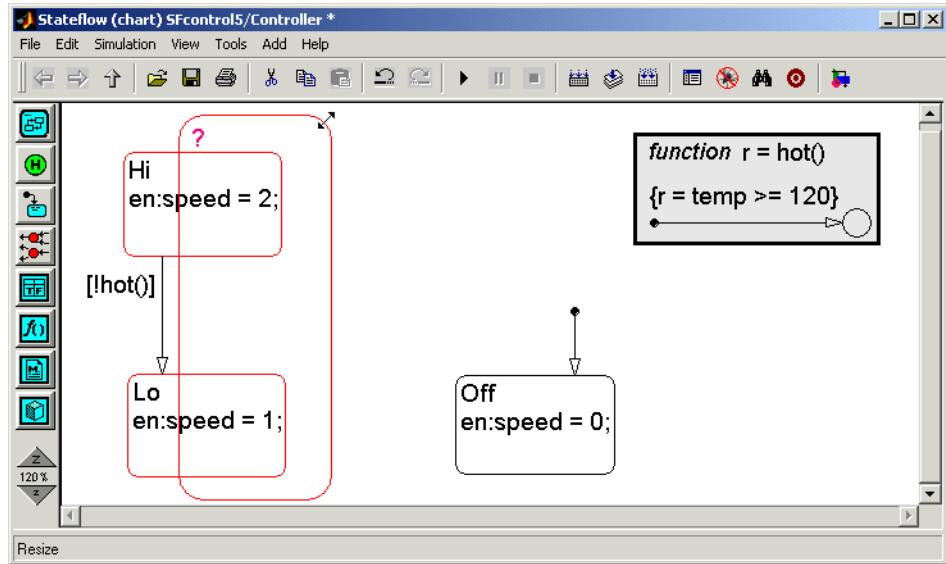 Stateflow (chart) SFcontrol5/Controller *
File Edit Simulation View Tools Add Help
?
Hi
en:speed = 2;
[!hot()]
Lo
en:speed = 1;
function r = hot()
{r = temp >= 120}
Off
en:speed = 0;
H
TF
f()
M
Z
120 %
z
Resize